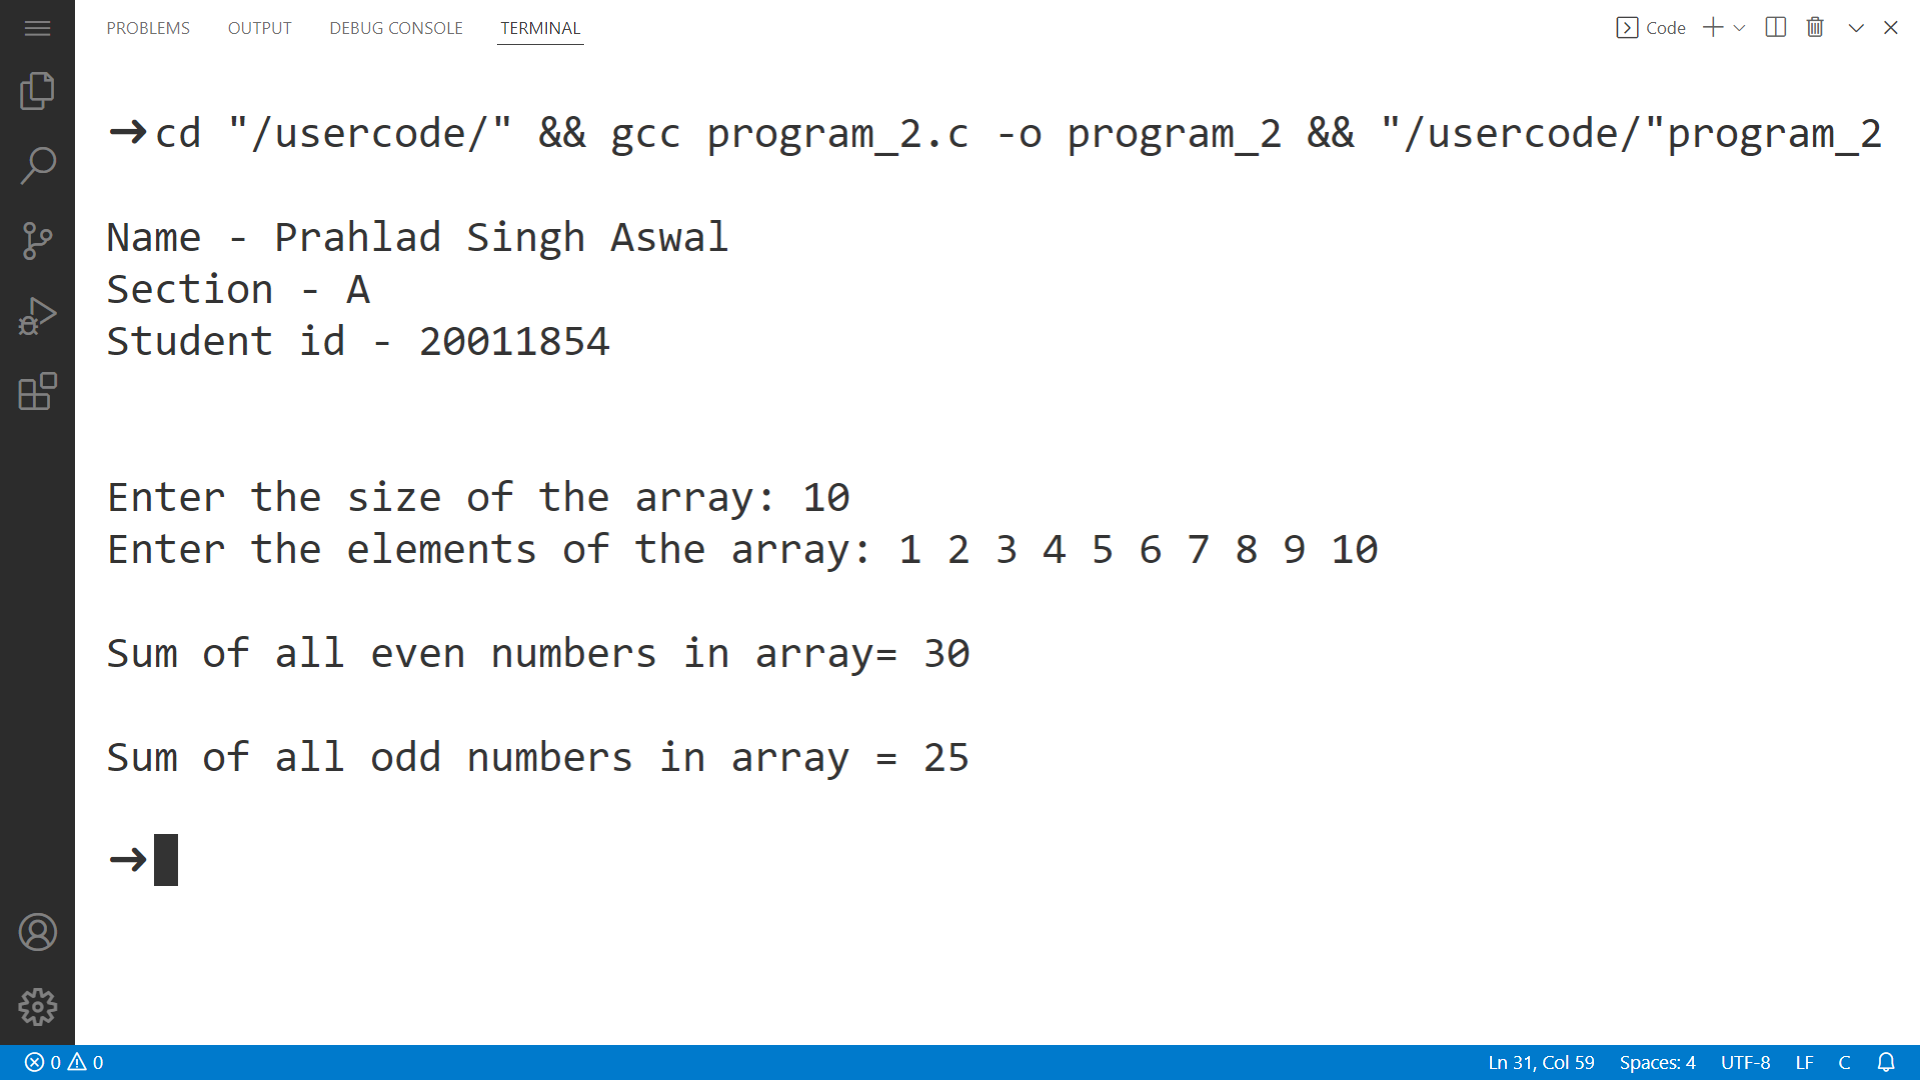 PROBLEMS OUTPUT DEBUG CONSOLE TERMINAL Code
➜cd "/usercode/" && gcc program_2.c -o program_2 && "/usercode/"program_2
Name - Prahlad Singh Aswal
Section - A
Student id - 20011854
Enter the size of the array: 10
Enter the elements of the array: 1 2 3 4 5 6 7 8 9 10
Sum of all even numbers in array= 30
Sum of all odd numbers in array = 25
➜
0 0 Ln 31, Col 59 Spaces: 4 UTF-8 LF C